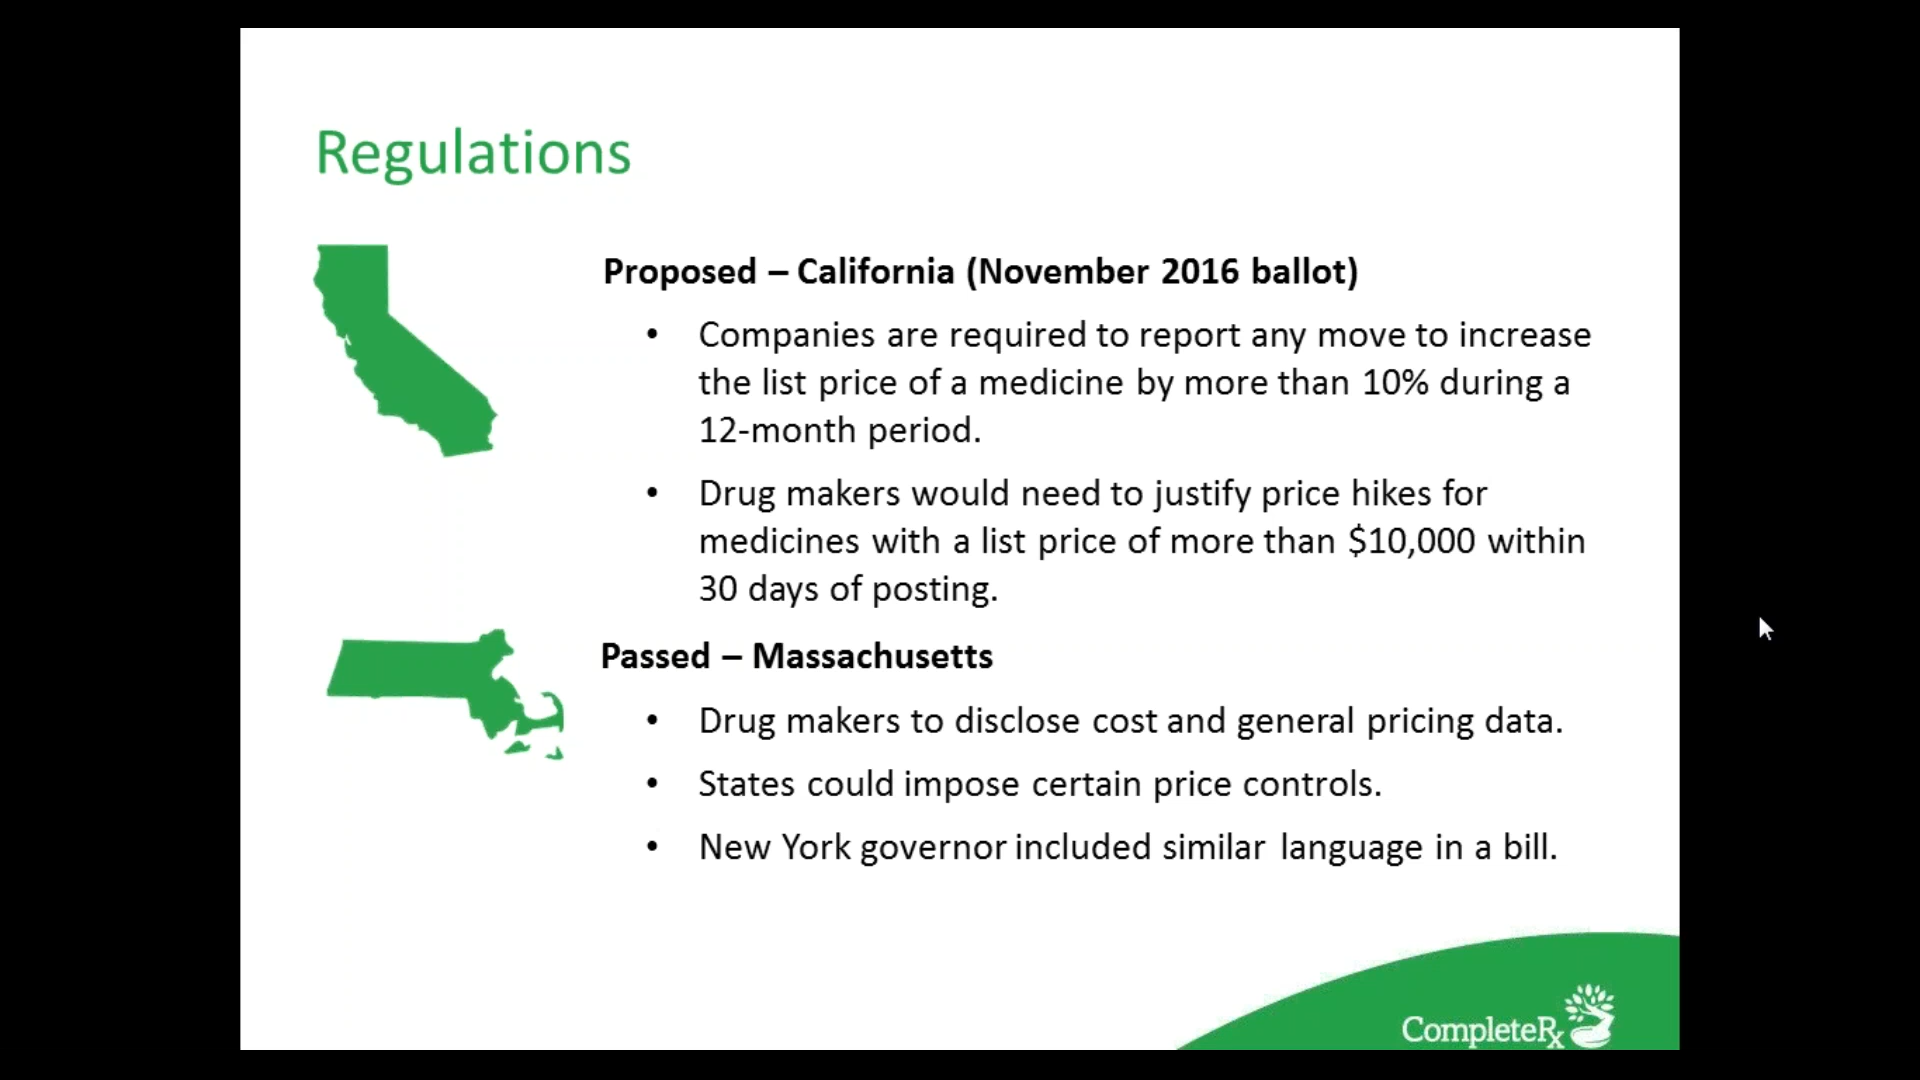 Regulations
Proposed – California (November 2016 ballot)
• Companies are required to report any move to increase
the list price of a medicine by more than 10% during a
12-month period.
• Drug makers would need to justify price hikes for
medicines with a list price of more than $10,000 within
30 days of posting.
Passed – Massachusetts
• Drug makers to disclose cost and general pricing data.
• States could impose certain price controls.
• New York governor included similar language in a bill.
CompleteRx